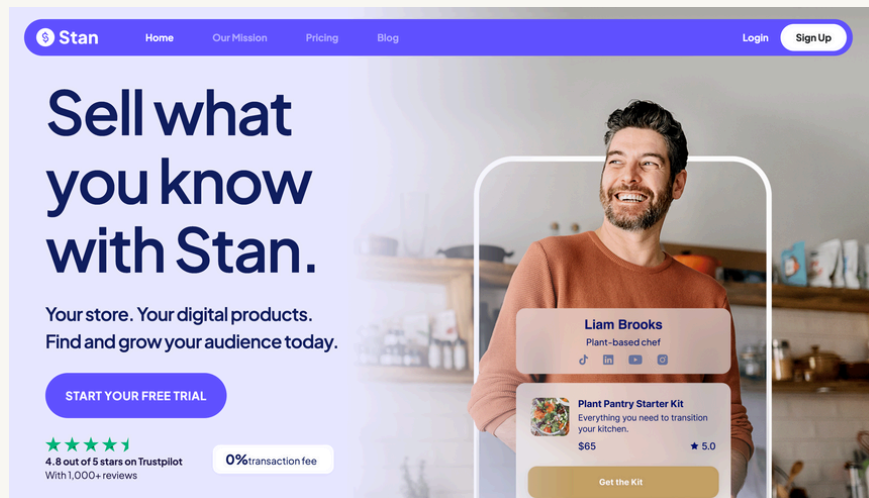 Stan
Home
Our Mission
Pricing
Blog
Login
Sign Up
Sell what
you know
with Stan.
Your store. Your digital products.
Find and grow your audience today.
START YOUR FREE TRIAL
4.8 out of 5 stars on Trustpilot
With 1,000+ reviews
0% transaction fee
Liam Brooks
Plant-based chef
Plant Pantry Starter Kit
Everything you need to transition
your kitchen.
$65
★ 5.0
Get the Kit